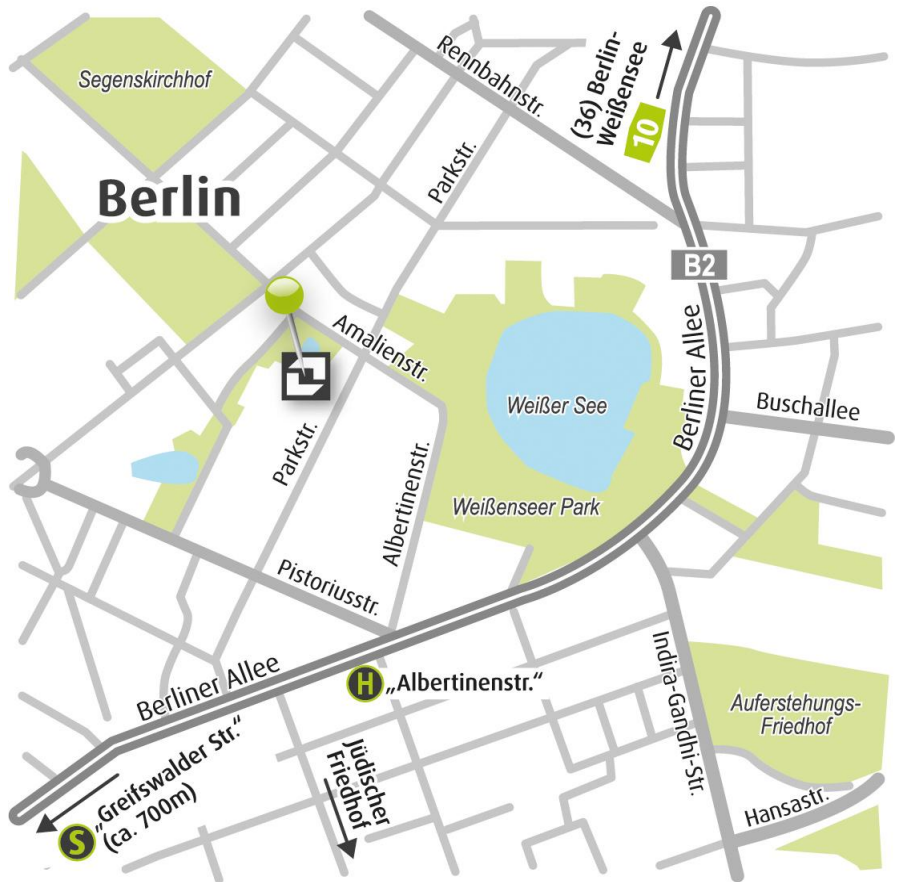 Segenskirchhof
Rennbahnstr.
(36) Berlin-
Weißensee
10
Parkstr.
Berlin
B2
Amalienstr.
Berliner Allee
Weißer See
Buschallee
Parkstr.
Albertinenstr.
Weißenseer Park
Pistoriusstr.
Berliner Allee
H
„Albertinenstr.“
Indira-Gandhi-Str.
Auferstehungs-
Friedhof
„Greifswalder Str.“
(ca. 700m)
S
Jüdischer
Friedhof
Hansastr.